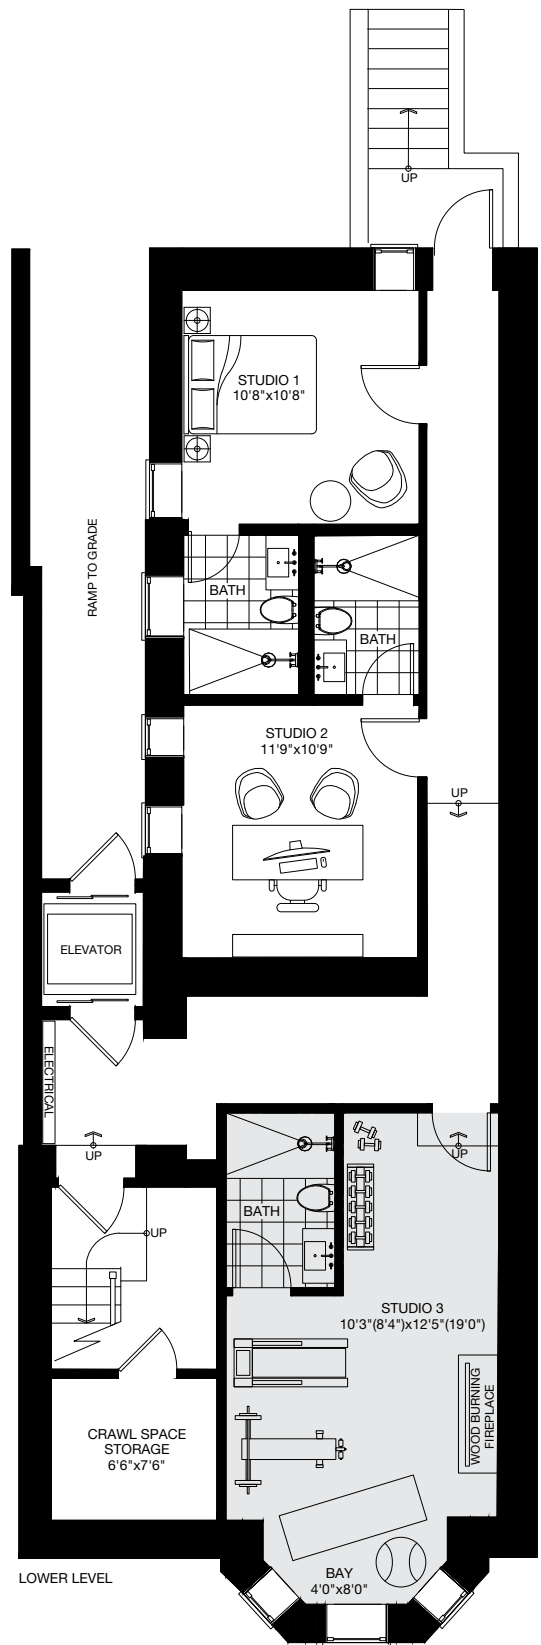 UP
STUDIO 1
10'8"x10'8"
RAMP TO GRADE
BATH
BATH
STUDIO 2
11'9"x10'9"
UP
ELEVATOR
ELECTRICAL
UP
UP
BATH
UP
STUDIO 3
10'3"(8'4")x12'5"(19'0")
WOOD BURNING
FIREPLACE
CRAWL SPACE
STORAGE
6'6"x7'6"
BAY
4'0"x8'0"
LOWER LEVEL